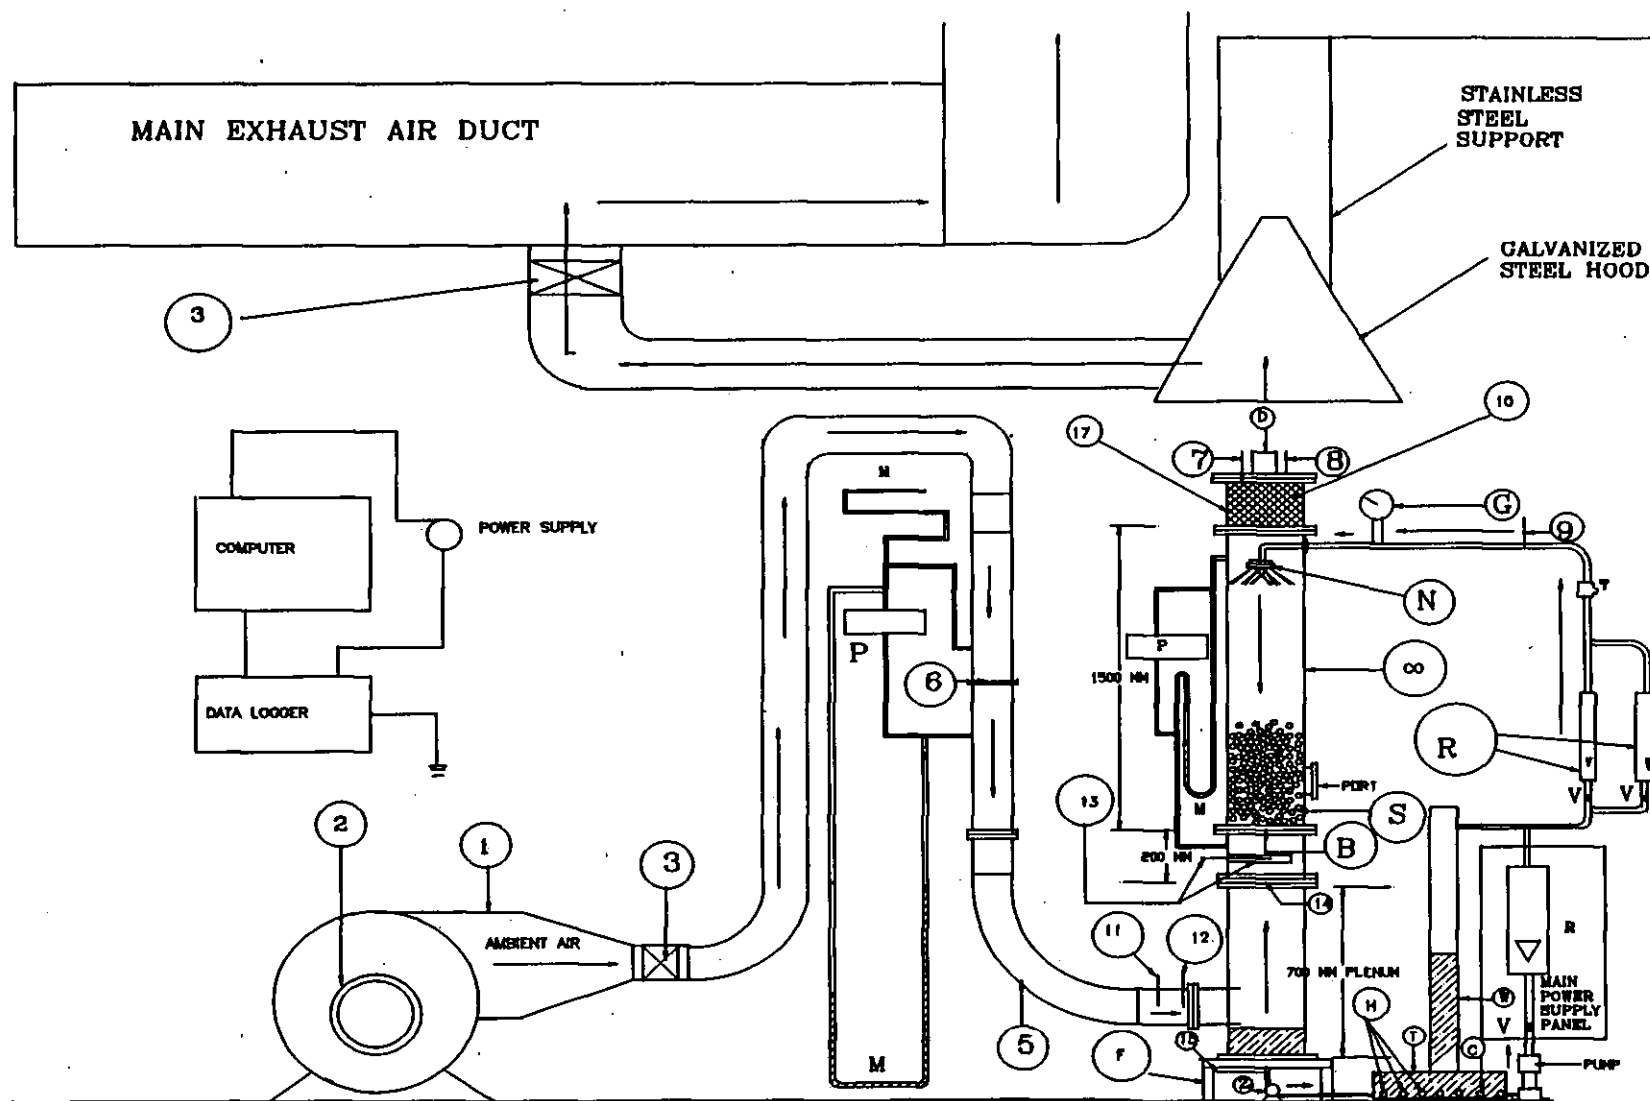 MAIN EXHAUST AIR DUCT
STAINLESS
STEEL
SUPPORT
GALVANIZED
STEEL HOOD
3
10
17
D
7
8
G
9
M
COMPUTER
POWER SUPPLY
N
T
P
P
1500 MM
∞
6
DATA LOGGER
R
PORT
V
V
13
M
S
2
1
3
B
200 MM
14
11
12
AMBIENT AIR
R
700 MM PLENUM
H
W
MAIN
POWER
SUPPLY
PANEL
V
5
F
15
T
C
M
PUMP
2